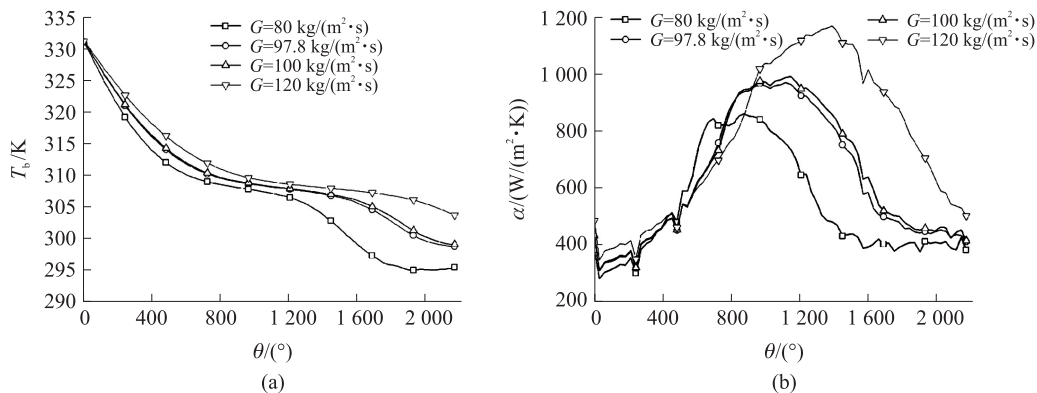 G=80 kg/(m²•s)
G=97.8 kg/(m²•s)
G=100 kg/(m²•s)
G=120 kg/(m²•s)
335
330
325
320
315
310
305
300
295
290
T_b/K
0 400 800 1 200 1 600 2 000
θ/(°)
(a)
G=80 kg/(m²•s)
G=97.8 kg/(m²•s)
G=100 kg/(m²•s)
G=120 kg/(m²•s)
1 200
1 000
800
600
400
200
α/(W/(m²•K))
0 400 800 1 200 1 600 2 000
θ/(°)
(b)